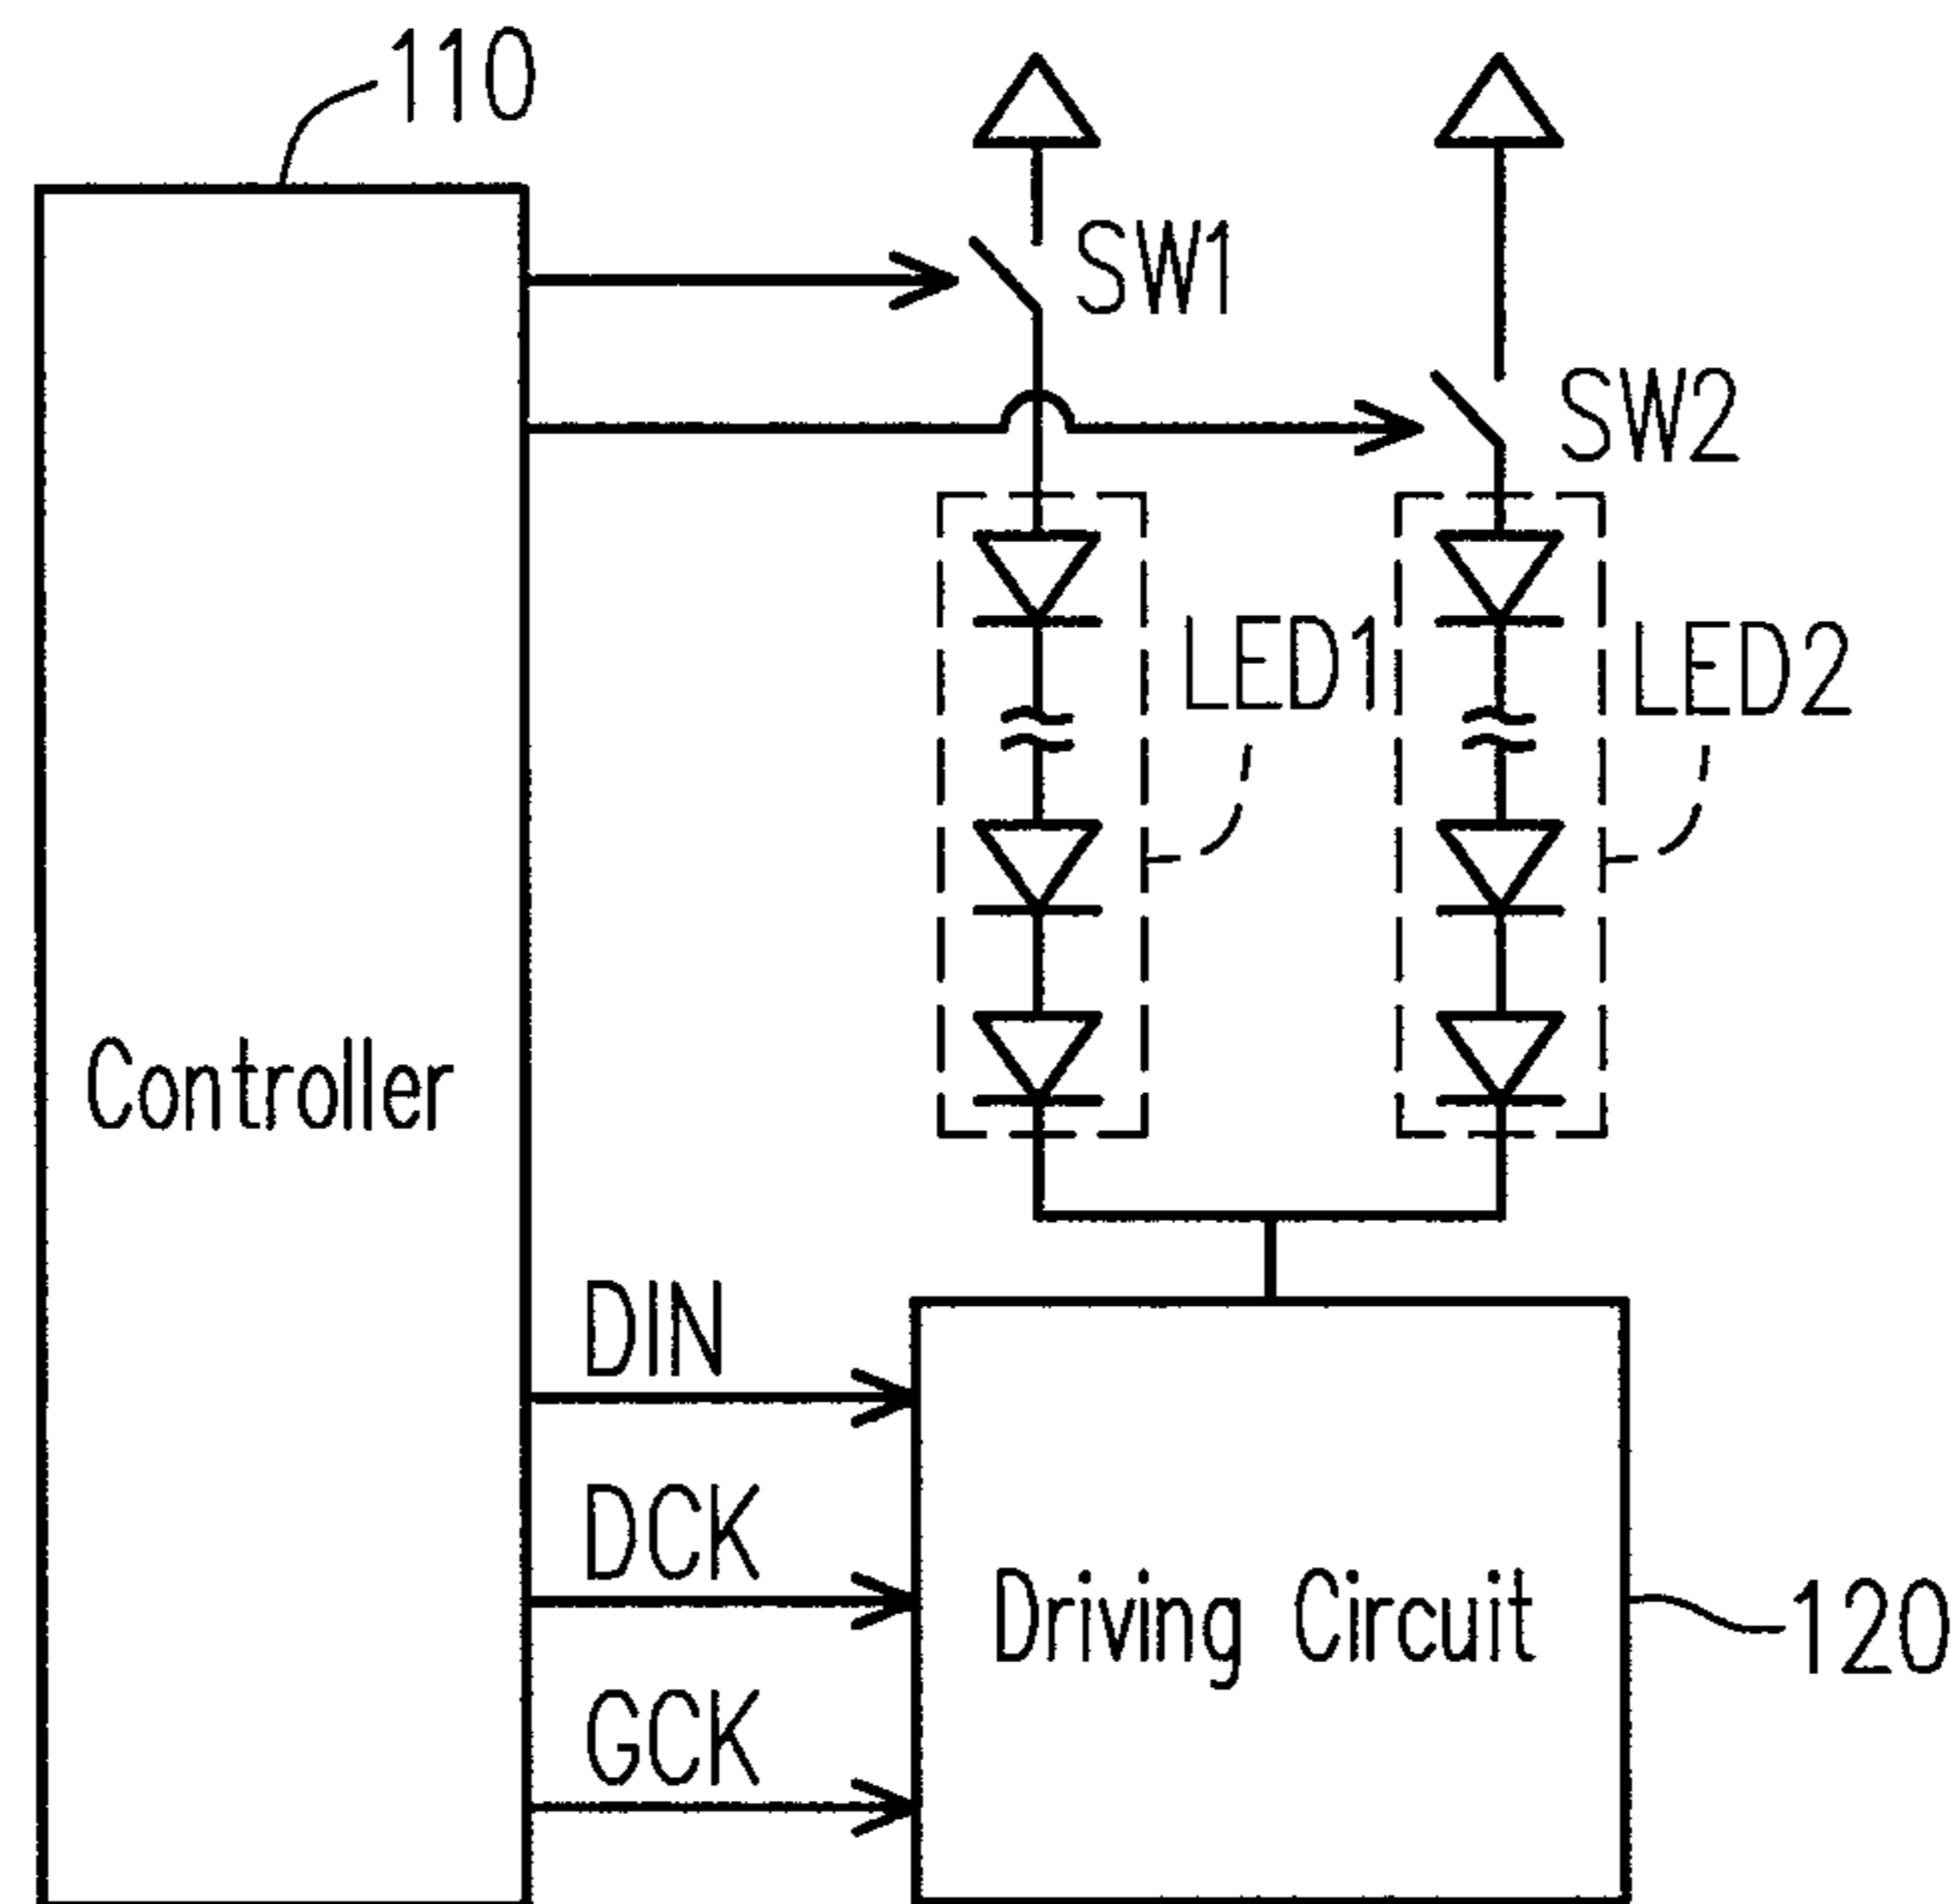 110
SW1
SW2
LED1
LED2
Controller
DIN
DCK
Driving Circuit
120
GCK